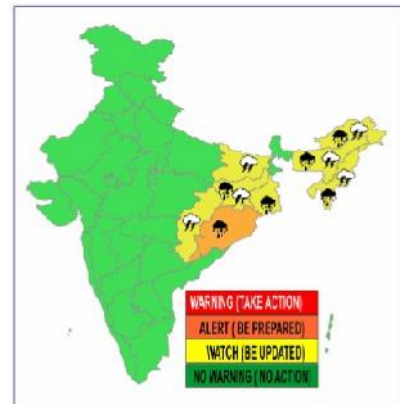 WARNING (TAKE ACTION)
ALERT ( BE PREPARED)
WATCH (BE UPDATED)
NO WARNING ( NO ACTION)